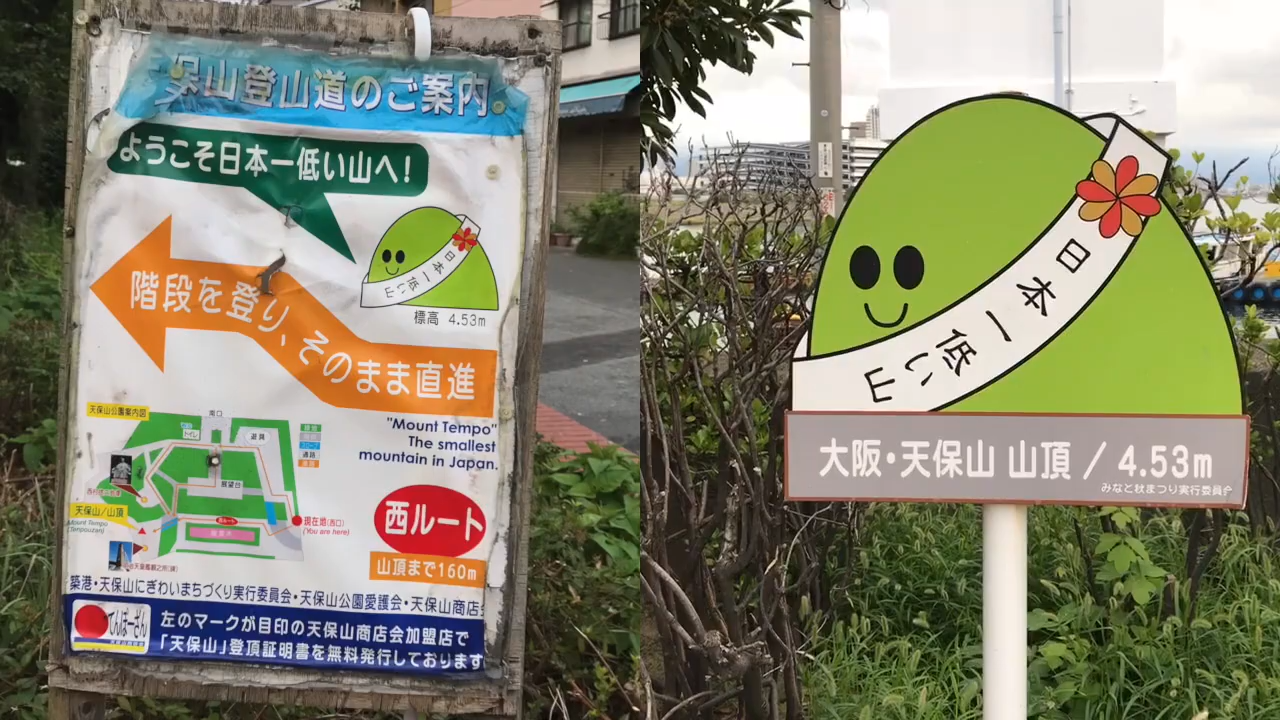 保山登山道のご案内
ようこそ日本一低い山へ!
日本一低い山
標高 4.53m
階段を登り、そのまま直進
天保山公園案内図
南口
トイレ
遊具
通路
展望台
"Mount Tempo"
The smallest
mountain in Japan.
天保山/山頂
Mount Tempo
(Tenpouzan)
西ルート
現在地(西口)
(You are here)
西ルート
山頂まで160m
築港・天保山にぎわいまちづくり実行委員会・天保山公園愛護会・天保山商店会
てんぽーざん
左のマークが目印の天保山商店会加盟店で
「天保山」登頂証明書を無料発行しております
日本一低い山
大阪・天保山 山頂 / 4.53m
みなと秋まつり実行委員会